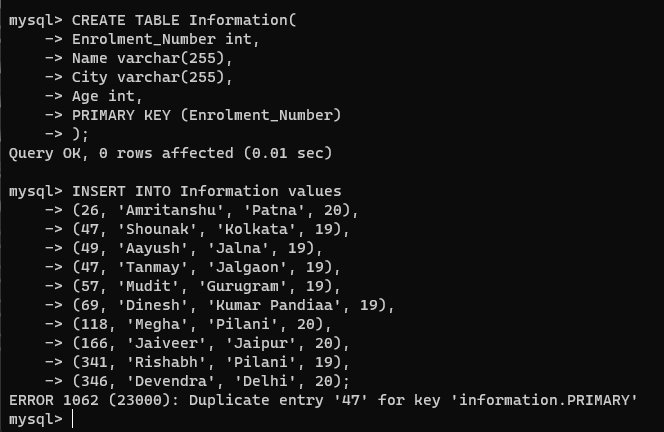 mysql> CREATE TABLE Information(
    -> Enrolment_Number int,
    -> Name varchar(255),
    -> City varchar(255),
    -> Age int,
    -> PRIMARY KEY (Enrolment_Number)
    -> );
Query OK, 0 rows affected (0.01 sec)

mysql> INSERT INTO Information values
    -> (26, 'Amritanshu', 'Patna', 20),
    -> (47, 'Shounak', 'Kolkata', 19),
    -> (49, 'Aayush', 'Jalna', 19),
    -> (47, 'Tanmay', 'Jalgaon', 19),
    -> (57, 'Mudit', 'Gurugram', 19),
    -> (69, 'Dinesh', 'Kumar Pandiaa', 19),
    -> (118, 'Megha', 'Pilani', 20),
    -> (166, 'Jaiveer', 'Jaipur', 20),
    -> (341, 'Rishabh', 'Pilani', 19),
    -> (346, 'Devendra', 'Delhi', 20);
ERROR 1062 (23000): Duplicate entry '47' for key 'information.PRIMARY'
mysql>